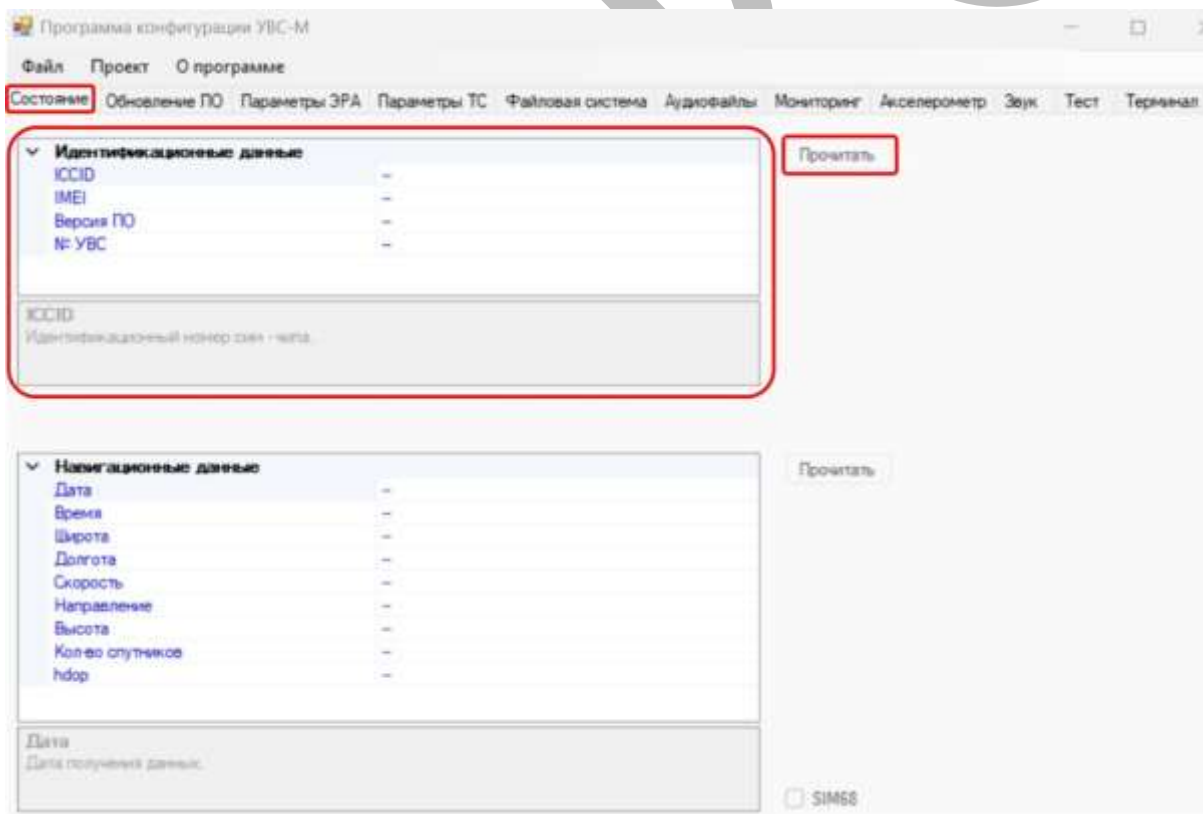 Программа конфигурации УВС-М
Файл Проект О программе
Состояние Обновление ПО Параметры ЭРА Параметры ТС Файловая система Аудиофайлы Мониторинг Акселерометр Звук Тест Терминал
Идентификационные данные Прочитать
ICCID --
IMEI --
Версия ПО --
№ УВС --
ICCID
Идентификационный номер сим - чипа.
Навигационные данные Прочитать
Дата --
Время --
Широта --
Долгота --
Скорость --
Направление --
Высота --
Кол-во спутников --
hdop --
Дата
Дата получения данных.
SIM68